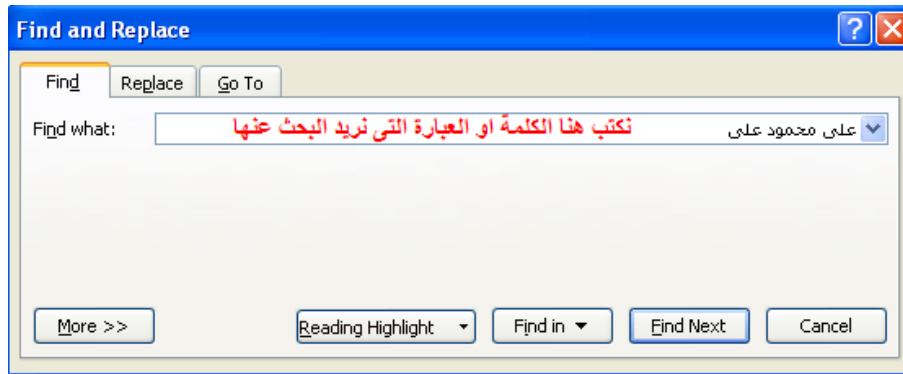 Find and Replace
Find Replace Go To
Find what: نكتب هنا الكلمة او العبارة التى نريد البحث عنها على محمود على
More >> Reading Highlight Find in Find Next Cancel